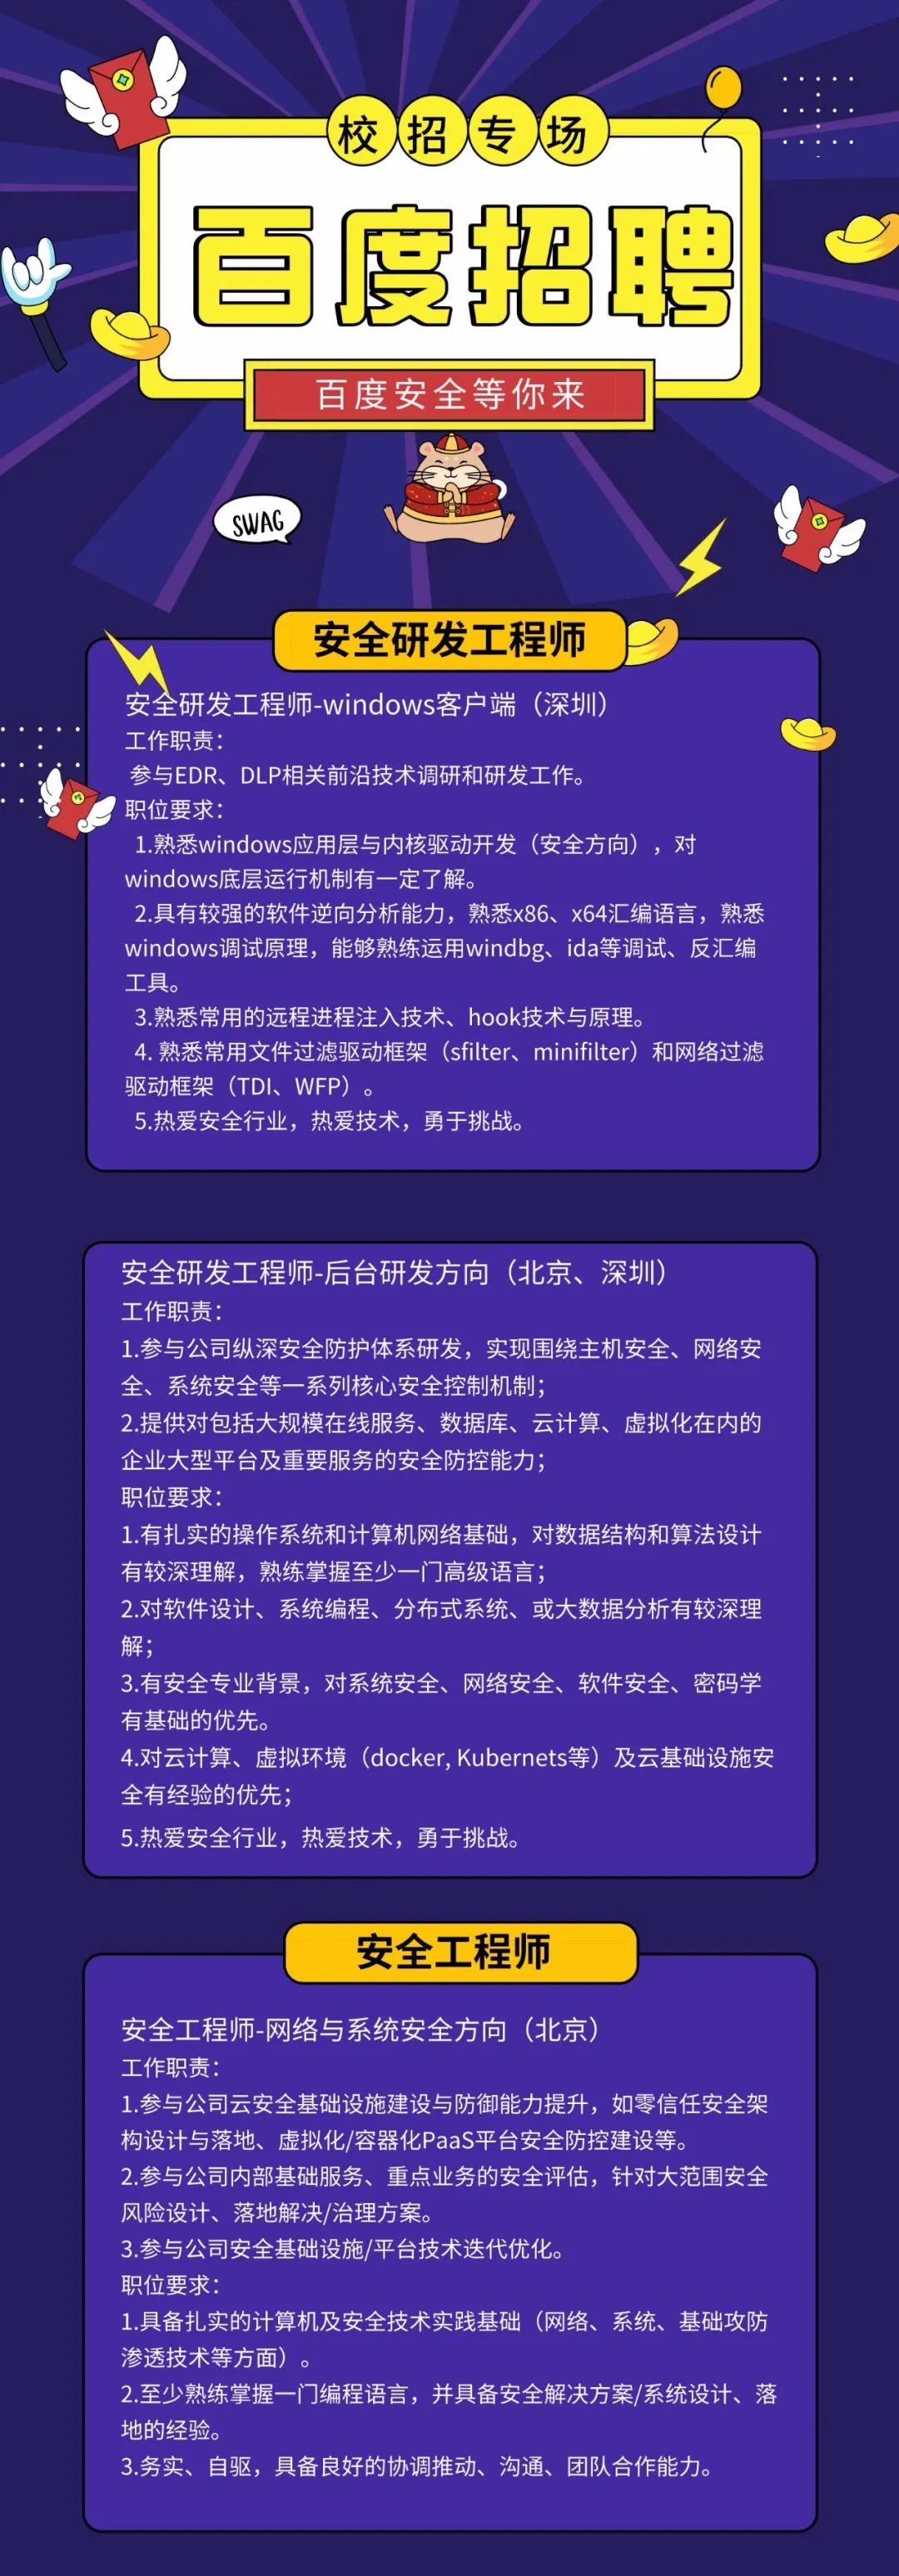 校招专场
百度招聘
百度安全等你来
SWAG
安全研发工程师
安全研发工程师-windows客户端（深圳）
工作职责：
参与EDR、DLP相关前沿技术调研和研发工作。
职位要求：
1.熟悉windows应用层与内核驱动开发（安全方向），对
windows底层运行机制有一定了解。
2.具有较强的软件逆向分析能力，熟悉x86、x64汇编语言，熟悉
windows调试原理，能够熟练运用windbg、ida等调试、反汇编
工具。
3.熟悉常用的远程进程注入技术、hook技术与原理。
4. 熟悉常用文件过滤驱动框架（sfilter、minifilter）和网络过滤
驱动框架（TDI、WFP）。
5.热爱安全行业，热爱技术，勇于挑战。
安全研发工程师-后台研发方向（北京、深圳）
工作职责：
1.参与公司纵深安全防护体系研发，实现围绕主机安全、网络安
全、系统安全等一系列核心安全控制机制；
2.提供对包括大规模在线服务、数据库、云计算、虚拟化在内的
企业大型平台及重要服务的安全防控能力；
职位要求：
1.有扎实的操作系统和计算机网络基础，对数据结构和算法设计
有较深理解，熟练掌握至少一门高级语言；
2.对软件设计、系统编程、分布式系统、或大数据分析有较深理
解；
3.有安全专业背景，对系统安全、网络安全、软件安全、密码学
有基础的优先。
4.对云计算、虚拟环境（docker, Kubernets等）及云基础设施安
全有经验的优先；
5.热爱安全行业，热爱技术，勇于挑战。
安全工程师
安全工程师-网络与系统安全方向（北京）
工作职责：
1.参与公司云安全基础设施建设与防御能力提升，如零信任安全架
构设计与落地、虚拟化/容器化PaaS平台安全防控建设等。
2.参与公司内部基础服务、重点业务的安全评估，针对大范围安全
风险设计、落地解决/治理方案。
3.参与公司安全基础设施/平台技术迭代优化。
职位要求：
1.具备扎实的计算机及安全技术实践基础（网络、系统、基础攻防
渗透技术等方面）。
2.至少熟练掌握一门编程语言，并具备安全解决方案/系统设计、落
地的经验。
3.务实、自驱，具备良好的协调推动、沟通、团队合作能力。